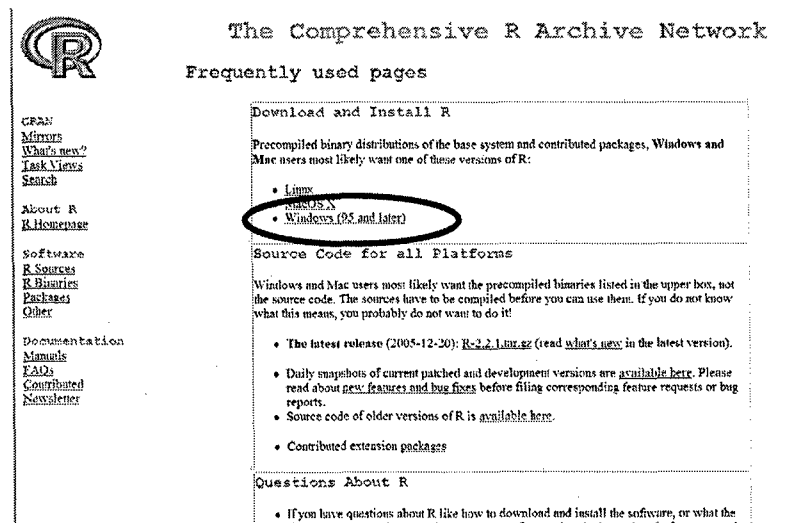 The Comprehensive R Archive Network
Frequently used pages
R
CRAN
Mirrors
What's new?
Task Views
Search
About R
R Homepage
Software
R Sources
R Binaries
Packages
Other
Documentation
Manuals
FAQs
Contributed
Newsletter
Download and Install R
Precompiled binary distributions of the base system and contributed packages, Windows and
Mac users most likely want one of these versions of R:
• Linux
• MacOS X
• Windows (95 and later)
Source Code for all Platforms
Windows and Mac users most likely want the precompiled binaries listed in the upper box, not
the source code. The sources have to be compiled before you can use them. If you do not know
what this means, you probably do not want to do it!
• The latest release (2005-12-20): R-2.2.1.tar.gz (read what's new in the latest version).
• Daily snapshots of current patched and development versions are available here. Please
read about new features and bug fixes before filing corresponding feature requests or bug
reports.
• Source code of older versions of R is available here.
• Contributed extension packages
Questions About R
• If you have questions about R like how to download and install the software, or what the